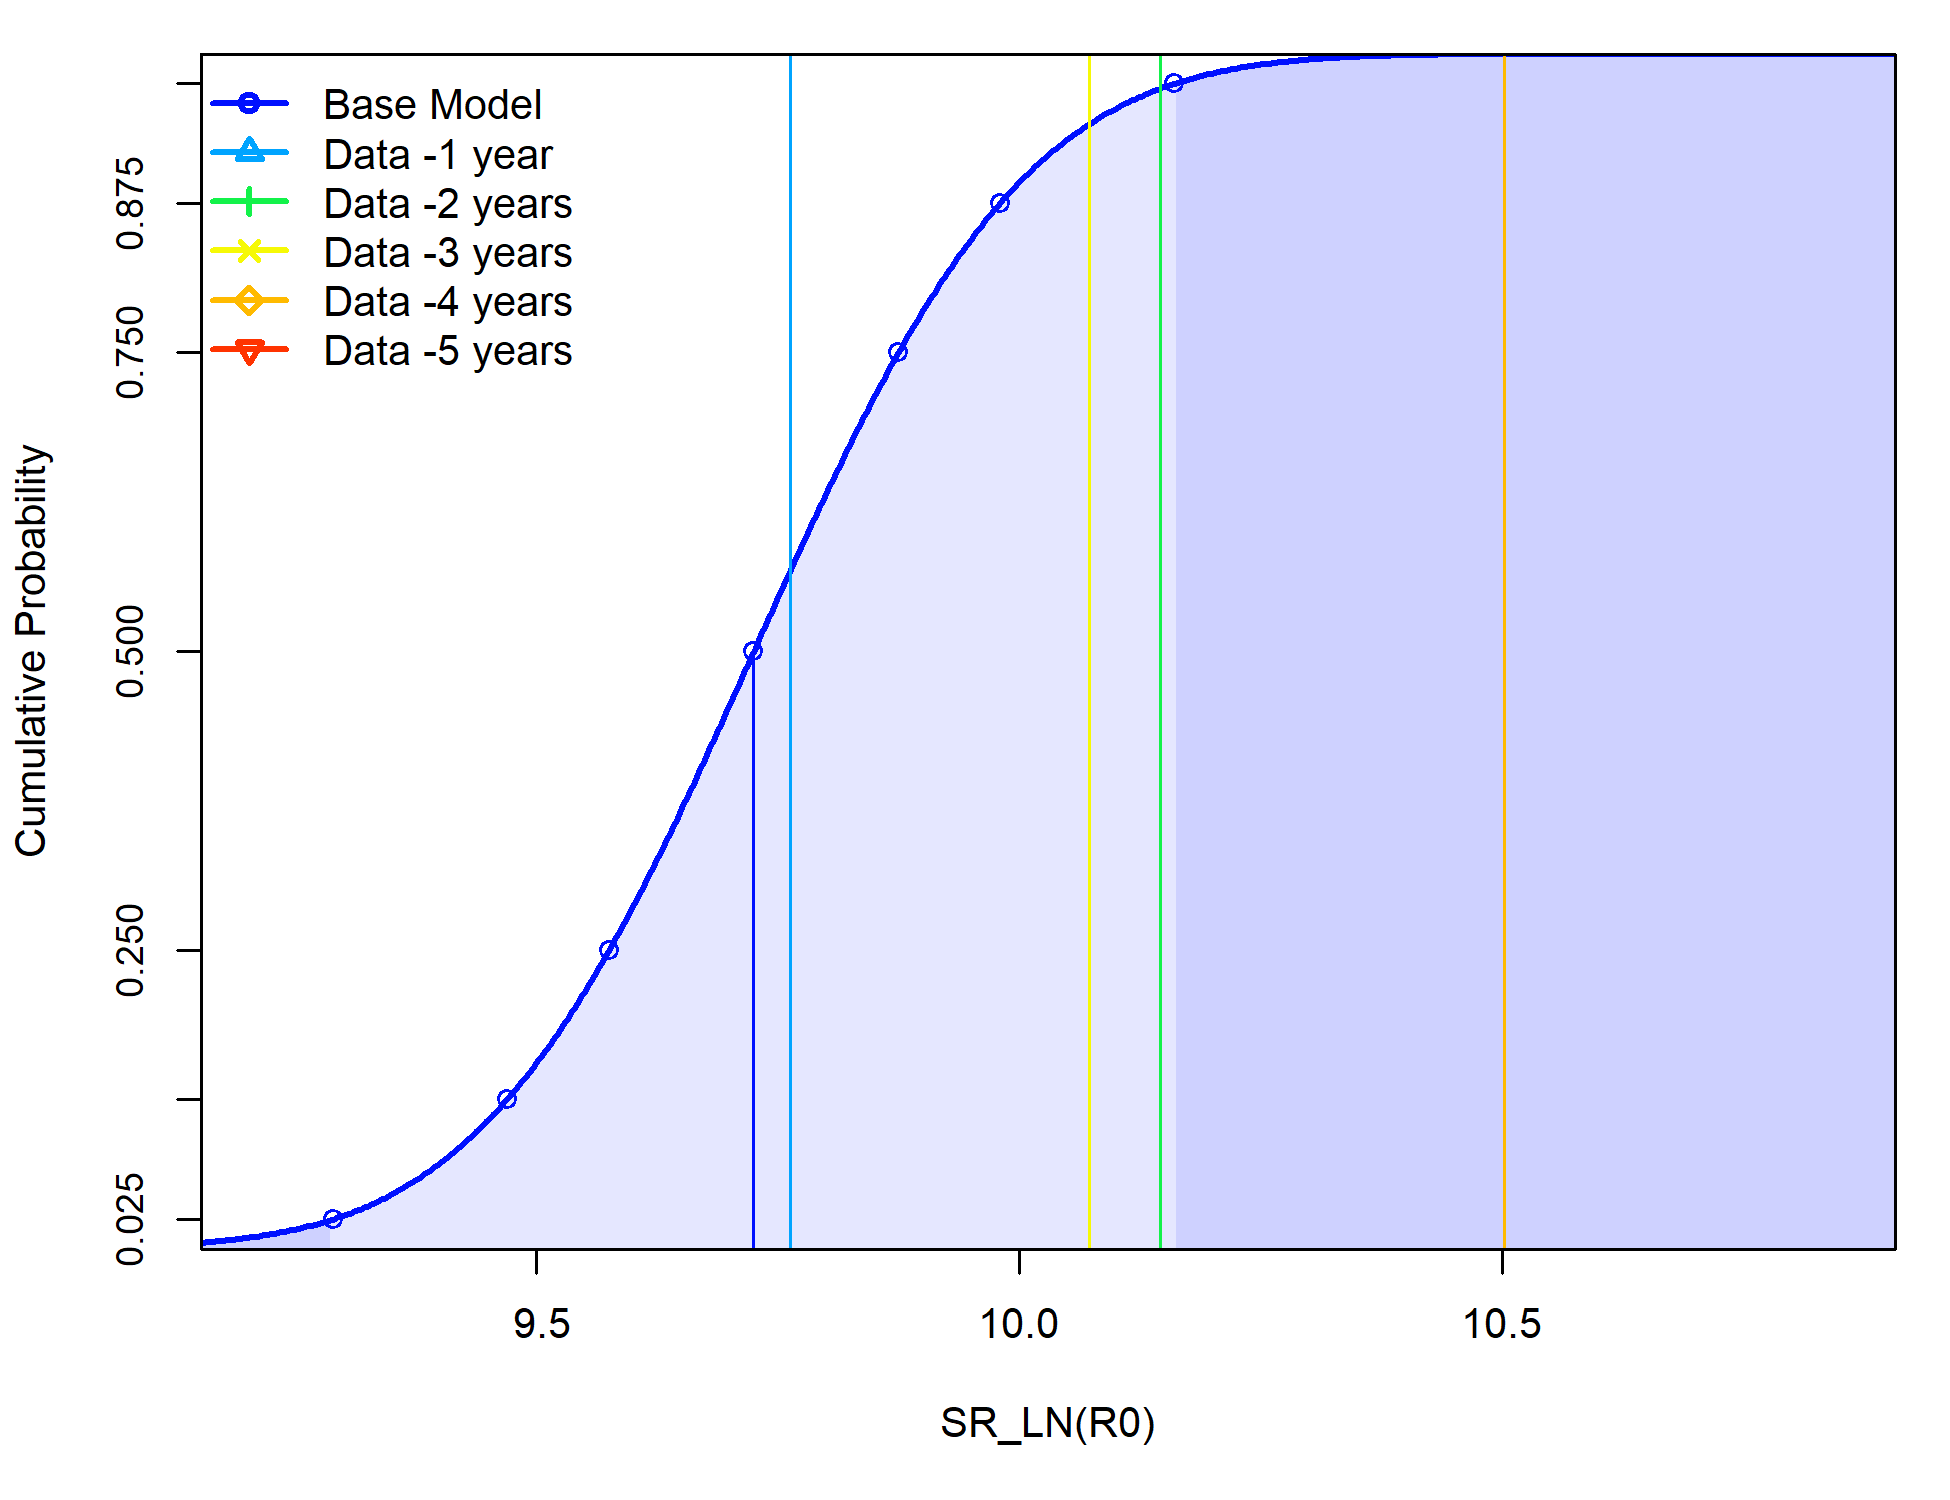 Base Model
Data -1 year
Data -2 years
Data -3 years
Data -4 years
Data -5 years
Cumulative Probability
0.875
0.750
0.500
0.250
0.025
9.5
10.0
10.5
SR_LN(R0)